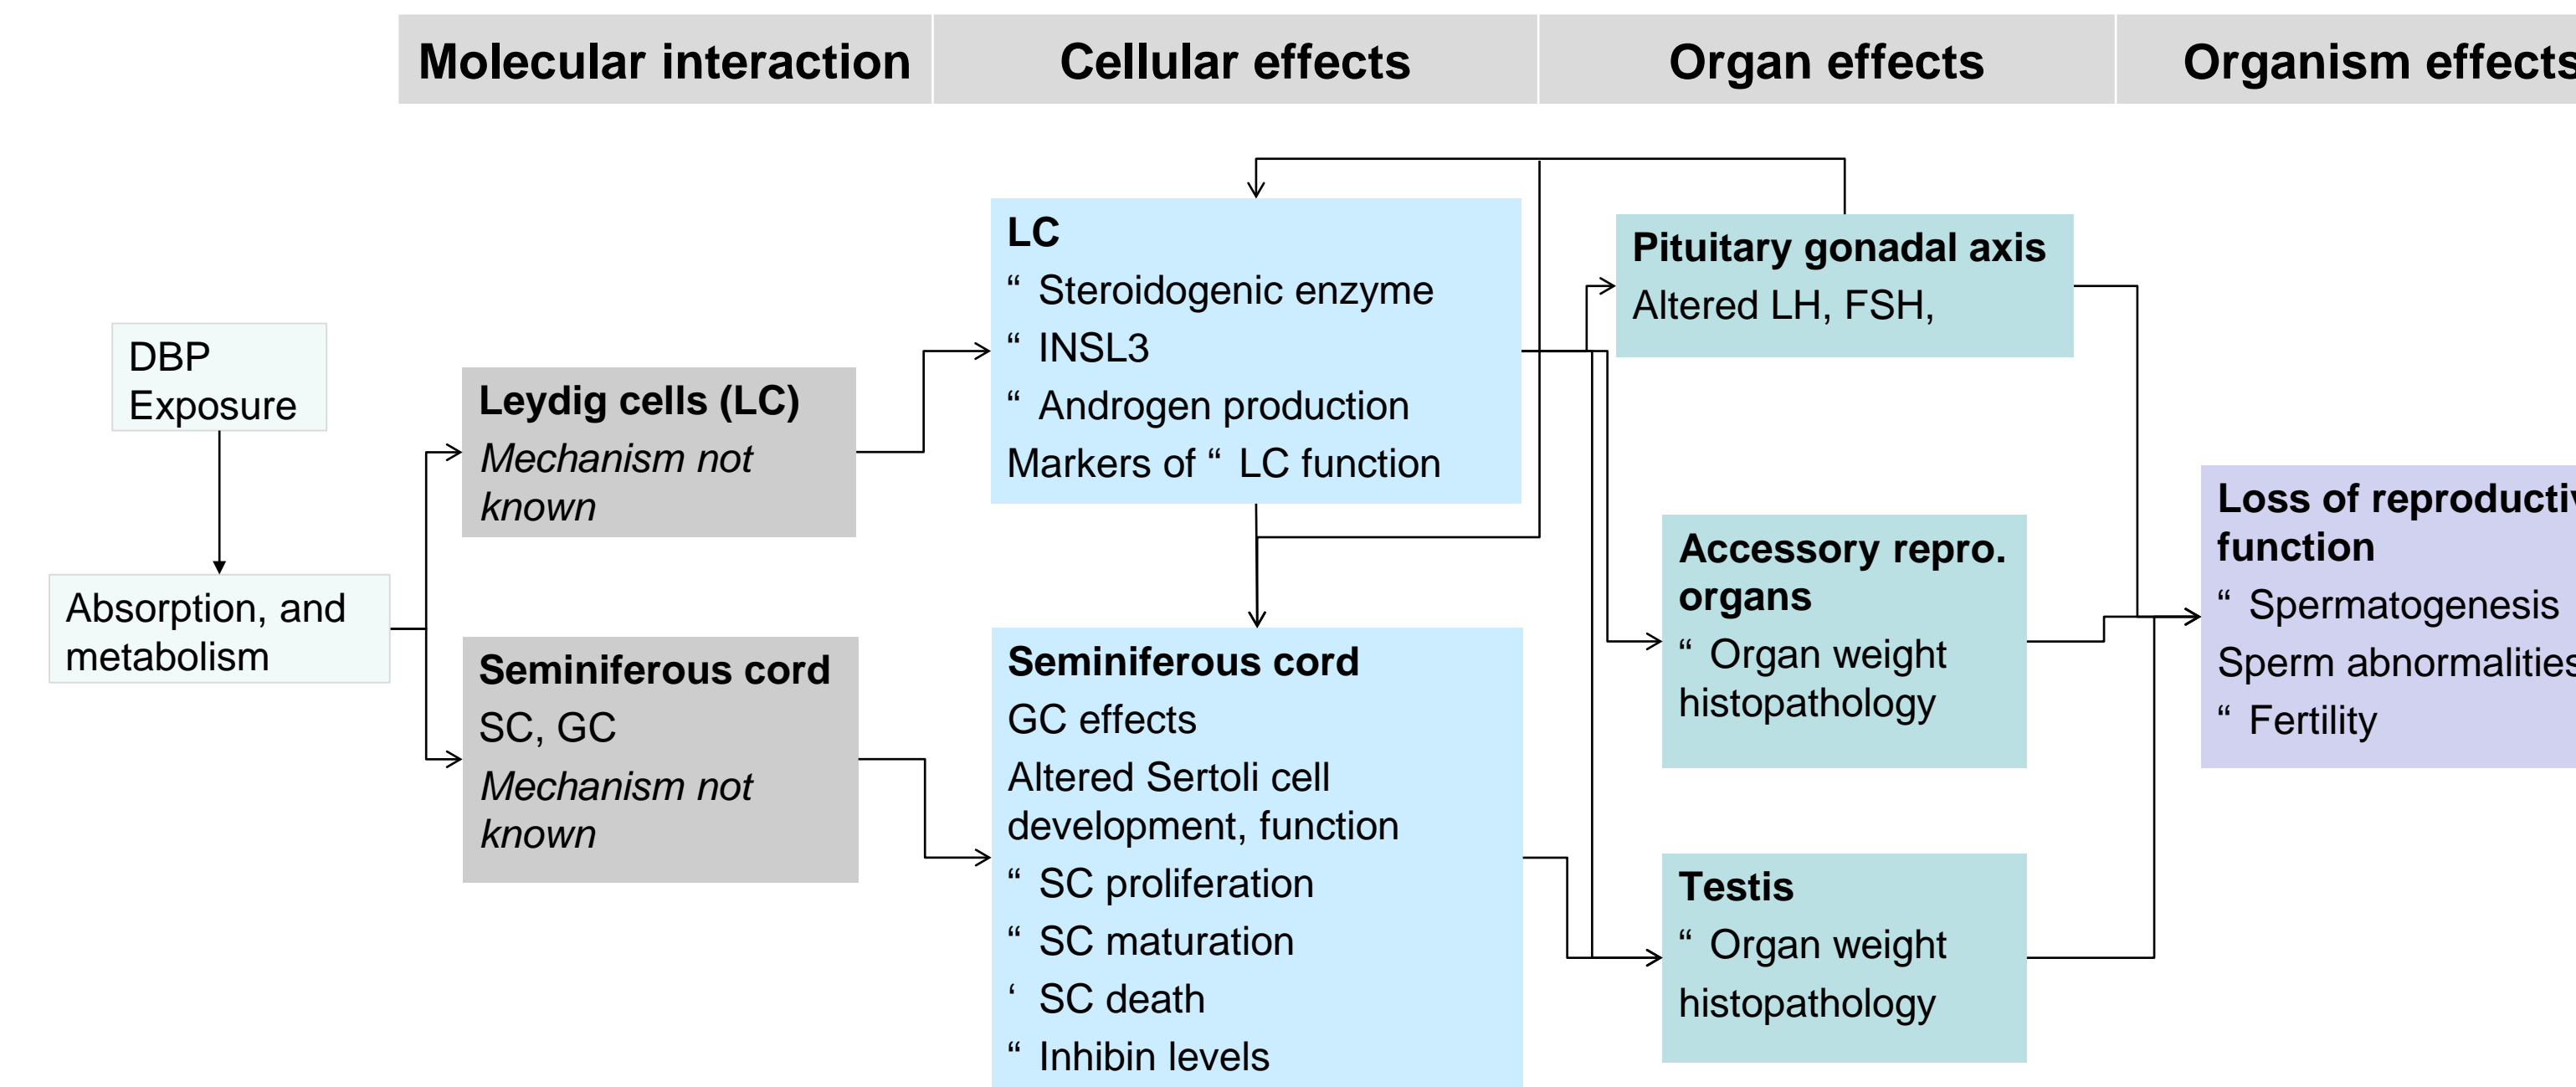 Molecular interaction
Cellular effects
Organ effects
Organism effects
DBP
Exposure
Absorption, and
metabolism
Leydig cells (LC)
Mechanism not
known
Seminiferous cord
SC, GC
Mechanism not
known
LC
“ Steroidogenic enzyme
“ INSL3
“ Androgen production
Markers of “ LC function
Seminiferous cord
GC effects
Altered Sertoli cell
development, function
“ SC proliferation
“ SC maturation
‘ SC death
“ Inhibin levels
Pituitary gonadal axis
Altered LH, FSH,
Accessory repro.
organs
“ Organ weight
histopathology
Testis
“ Organ weight
histopathology
Loss of reproductiv
function
“ Spermatogenesis
Sperm abnormalities
“ Fertility